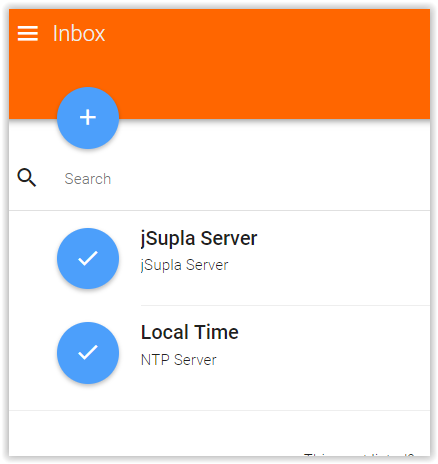 Inbox
Search
jSupla Server
jSupla Server
Local Time
NTP Server